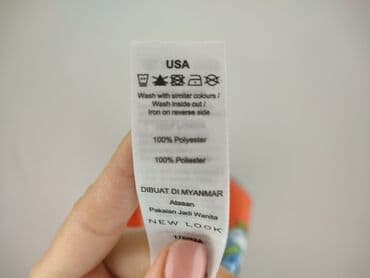 USA
Wash with similar colours /
Wash inside out /
Iron on reverse side
100% Polyester
100% Poliester
DIBUAT DI MYANMAR
Atasan
Pakaian Jadi Wanita
NEW LOOK